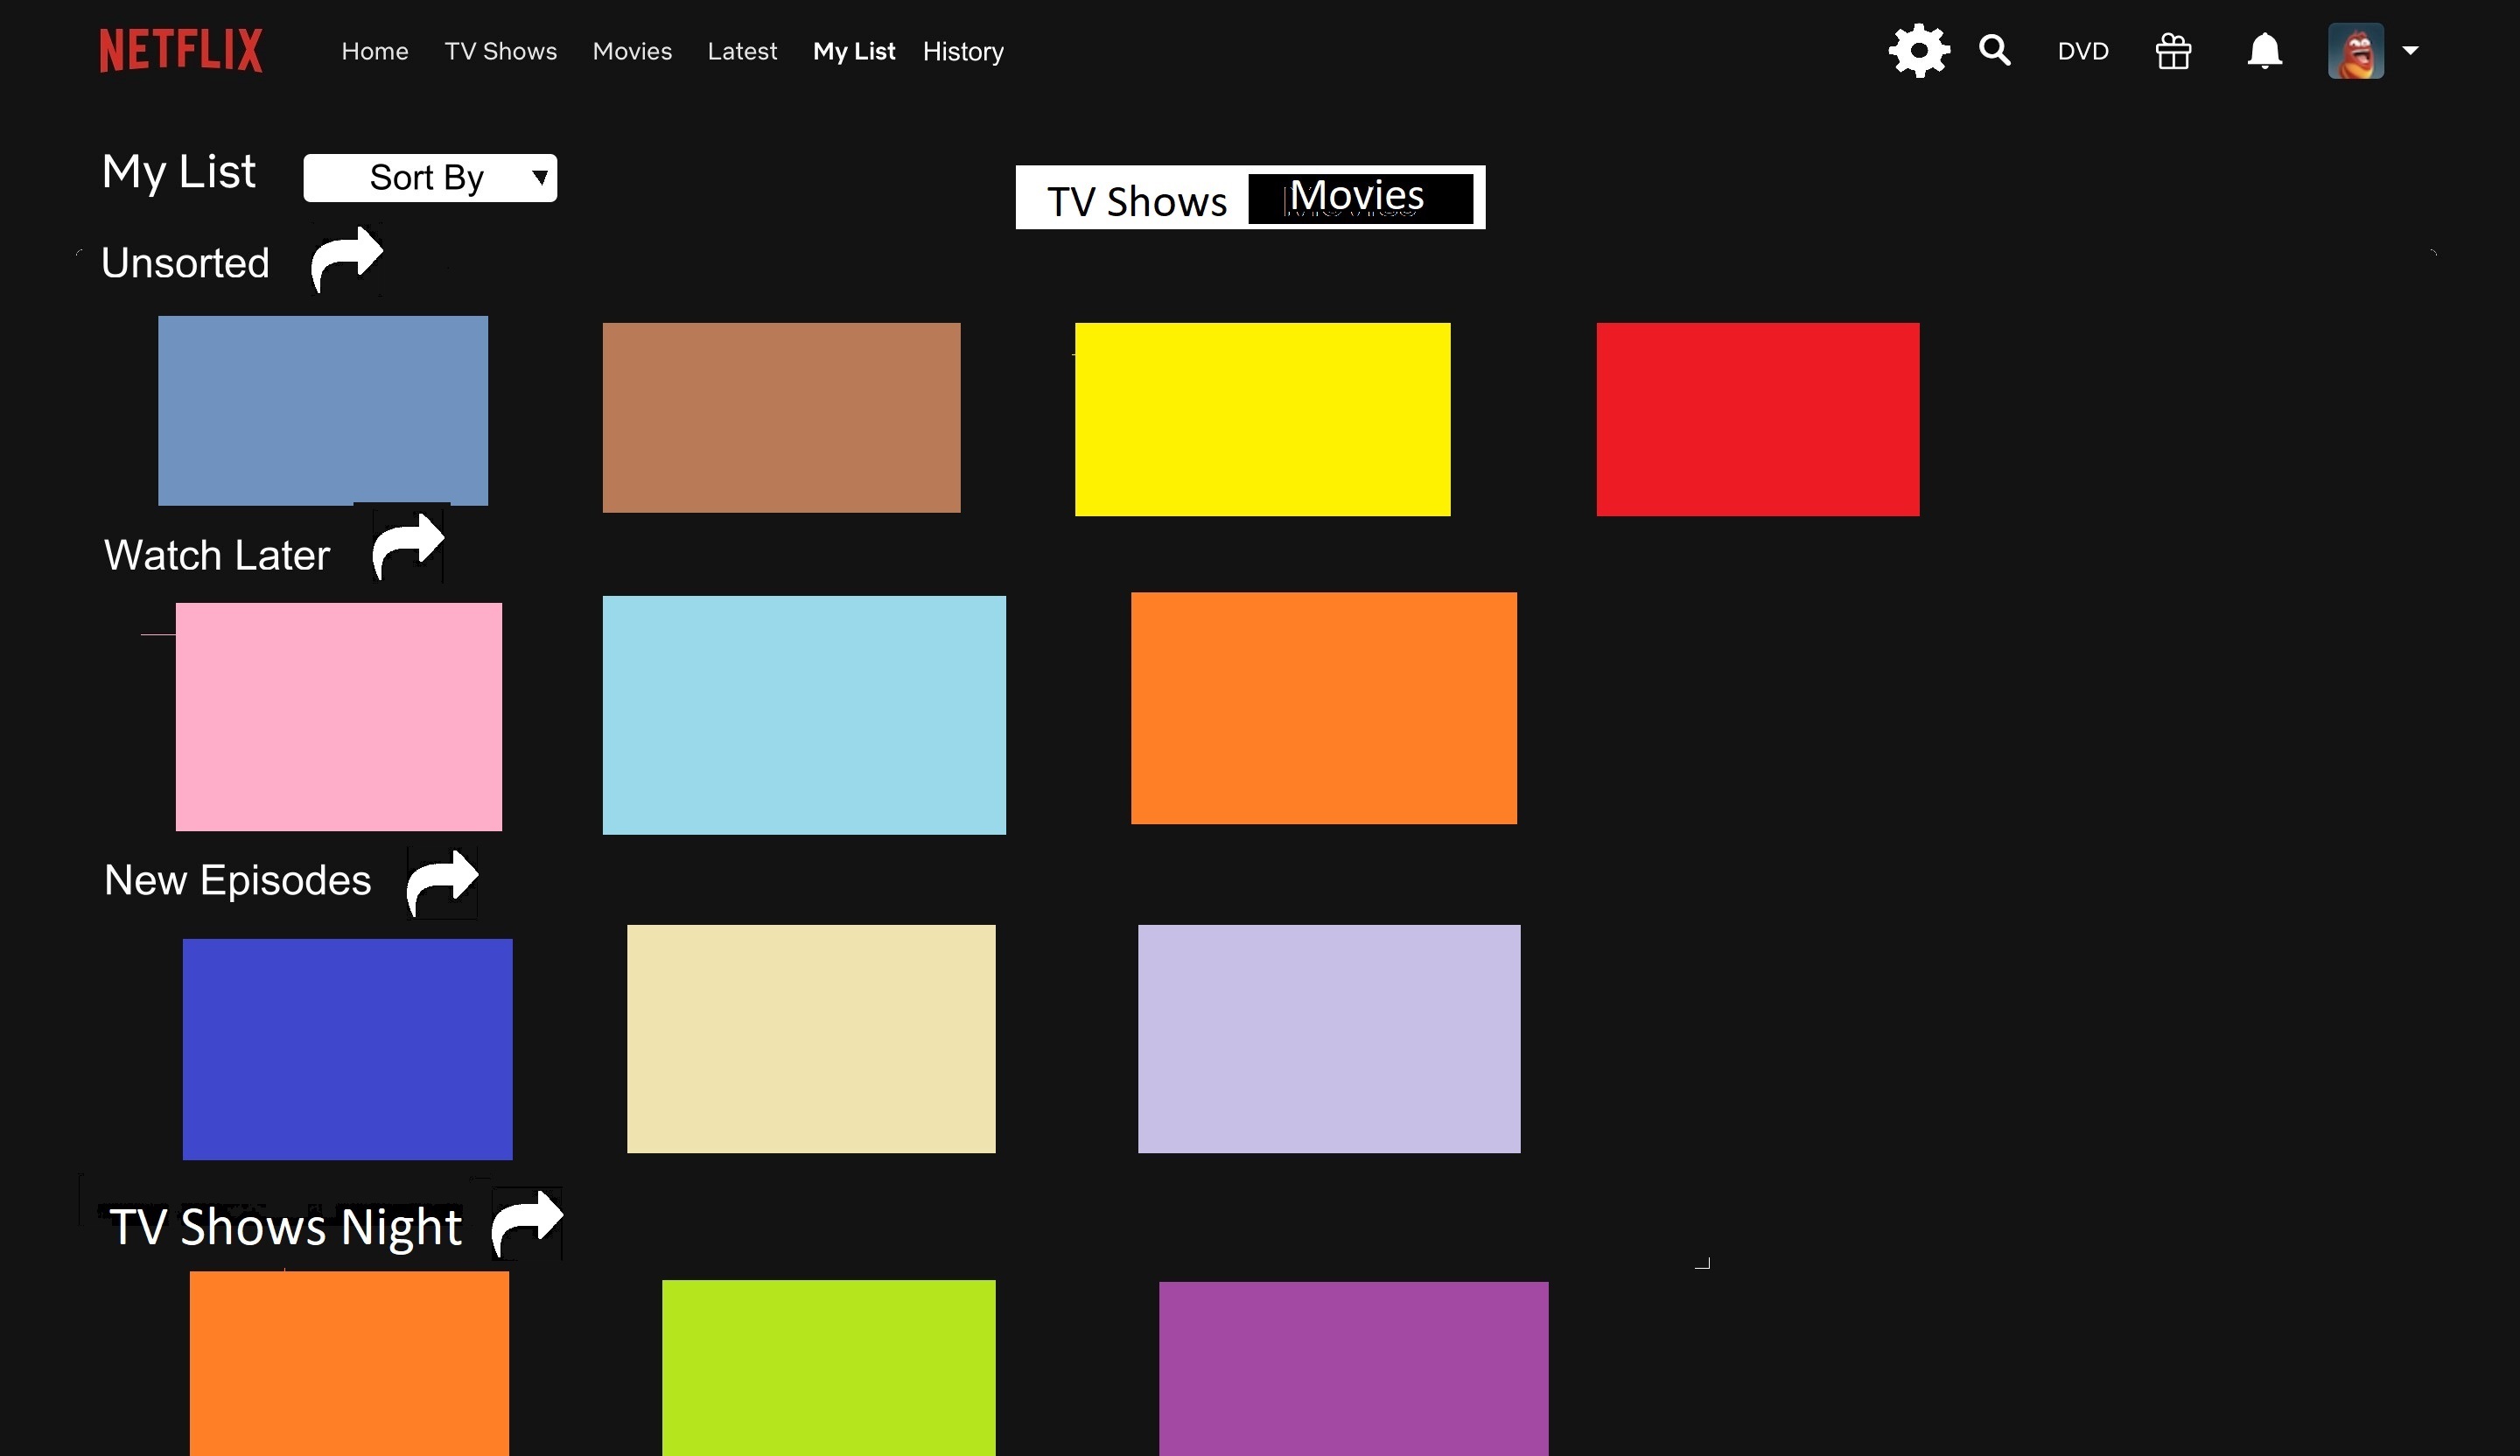 NETFLIX Home TV Shows Movies Latest My List History DVD
My List Sort By TV Shows Movies
Unsorted
Watch Later
New Episodes
TV Shows Night